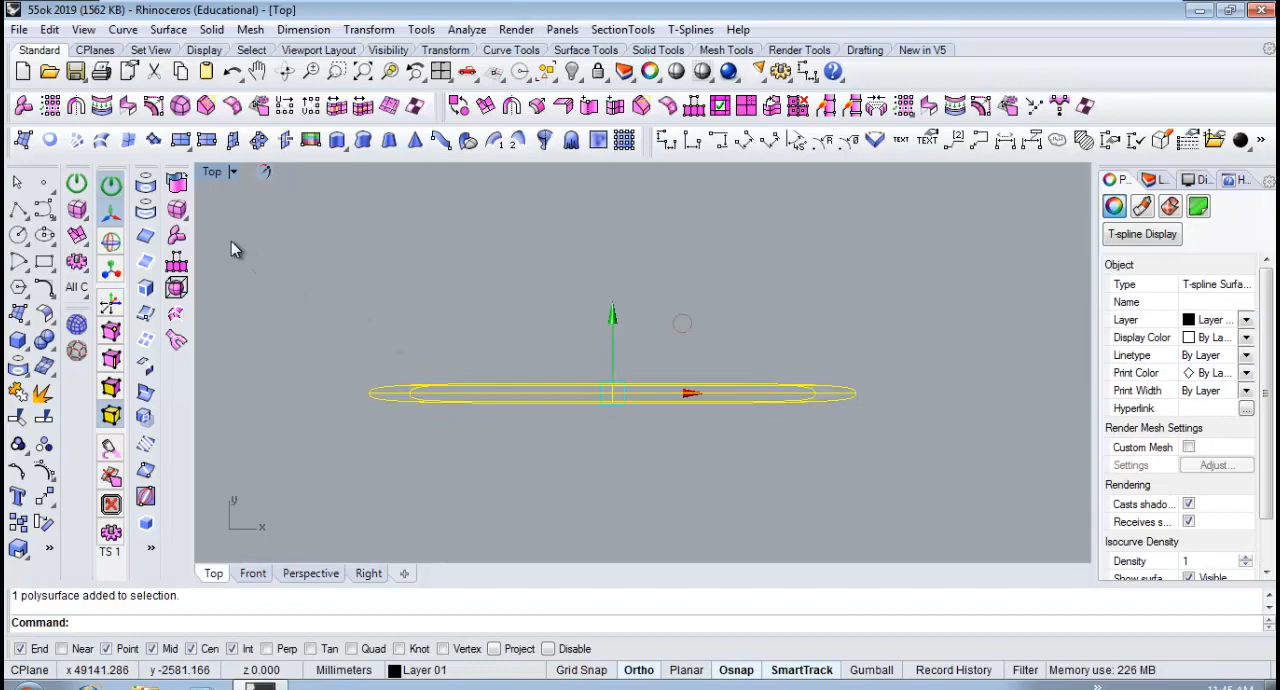 55ok 2019 (1562 KB) - Rhinoceros (Educational) - [Top]
File Edit View Curve Surface Solid Mesh Dimension Transform Tools Analyze Render Panels SectionTools T-Splines Help
Standard CPlanes Set View Display Select Viewport Layout Visibility Transform Curve Tools Surface Tools Solid Tools Mesh Tools Render Tools Drafting New in V5
TEXT TEXT
Top
P... L... Di... H...
T-spline Display
Object
Type T-spline Surfa...
Name
Layer Layer ...
Display Color By La...
Linetype By Layer
Print Color By La...
Print Width By Layer
Hyperlink ...
Render Mesh Settings
Custom Mesh
Settings Adjust...
Rendering
Casts shado...
Receives s...
Isocurve Density
Density 1
Show surfa... Visible
All C
TS 1
y
x
Top Front Perspective Right
1 polysurface added to selection.
Command:
End Near Point Mid Cen Int Perp Tan Quad Knot Vertex Project Disable
CPlane x 49141.286 y -2581.166 z 0.000 Millimeters Layer 01 Grid Snap Ortho Planar Osnap SmartTrack Gumball Record History Filter Memory use: 226 MB
11:45 AM